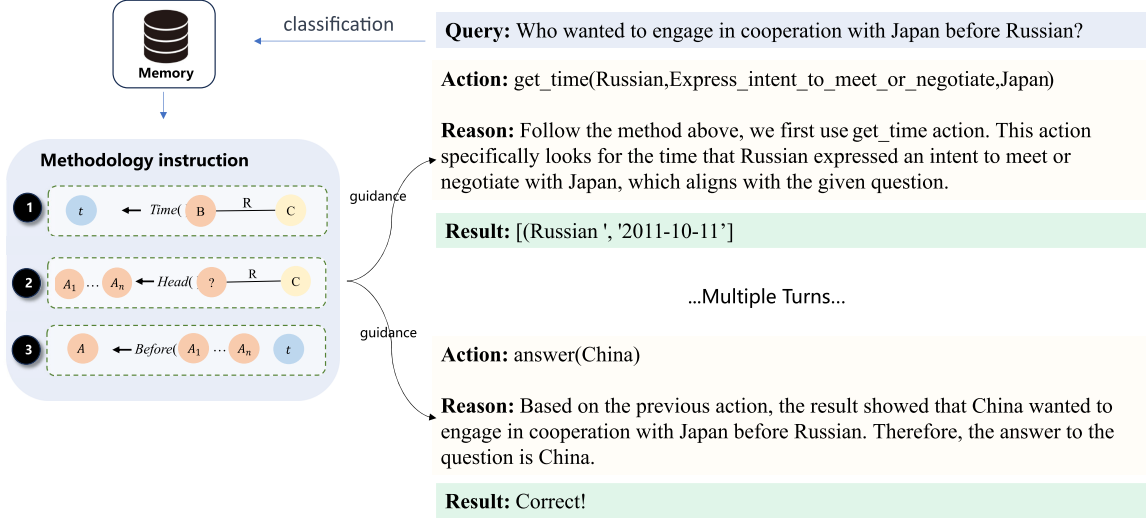 Memory
classification
Query: Who wanted to engage in cooperation with Japan before Russian?
Action: get_time(Russian,Express_intent_to_meet_or_negotiate,Japan)
Reason: Follow the method above, we first use get_time action. This action
specifically looks for the time that Russian expressed an intent to meet or
negotiate with Japan, which aligns with the given question.
Result: [(Russian ', '2011-10-11’]
...Multiple Turns...
Action: answer(China)
Reason: Based on the previous action, the result showed that China wanted to
engage in cooperation with Japan before Russian. Therefore, the answer to the
question is China.
Result: Correct!
Methodology instruction
1 t Time( B R C
2 A1 … An Head( ? R C
3 A Before( A1 … An t
guidance
guidance